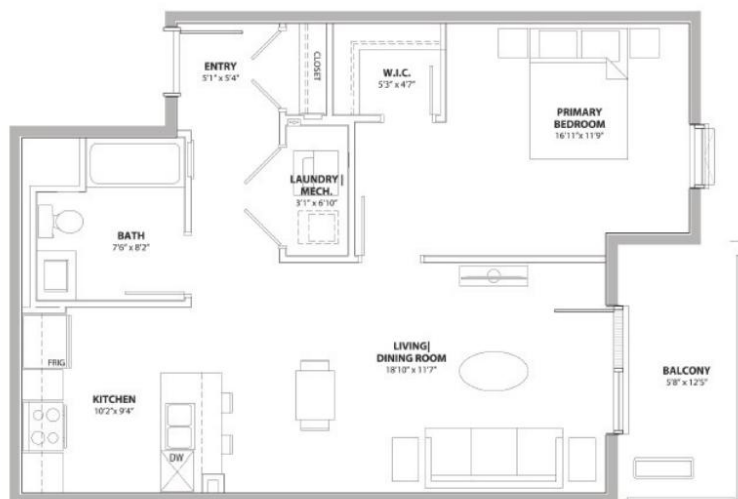 ENTRY
5'1" x 5'4"
CLOSET
W.I.C.
5'3" x 4'7"
PRIMARY
BEDROOM
16'11" x 11'9"
LAUNDRY|
MECH.
3'1" x 6'10"
BATH
7'6" x 8'2"
FRIG
KITCHEN
10'2" x 9'4"
DW
LIVING|
DINING ROOM
18'10" x 11'7"
BALCONY
5'8" x 12'5"